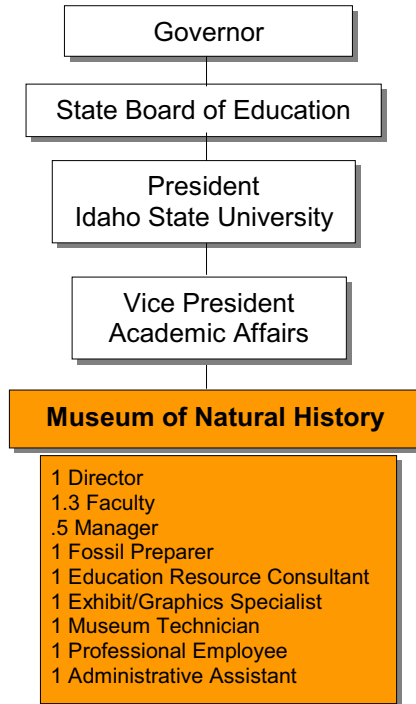 Governor
State Board of Education
President
Idaho State University
Vice President
Academic Affairs
Museum of Natural History
1 Director
1.3 Faculty
.5 Manager
1 Fossil Preparer
1 Education Resource Consultant
1 Exhibit/Graphics Specialist
1 Museum Technician
1 Professional Employee
1 Administrative Assistant